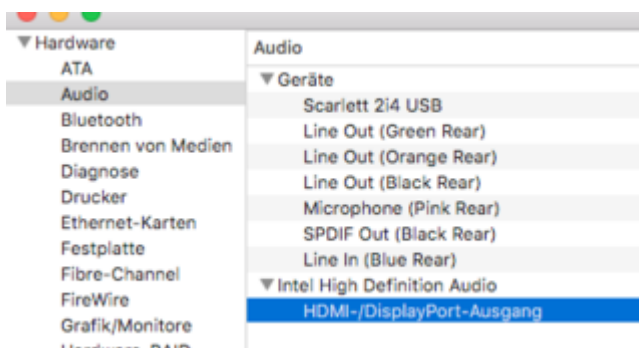 Hardware
ATA
Audio
Bluetooth
Brennen von Medien
Diagnose
Drucker
Ethernet-Karten
Festplatte
Fibre-Channel
FireWire
Grafik/Monitore
Hardware-RAID
Audio
Geräte
Scarlett 2i4 USB
Line Out (Green Rear)
Line Out (Orange Rear)
Line Out (Black Rear)
Microphone (Pink Rear)
SPDIF Out (Black Rear)
Line In (Blue Rear)
Intel High Definition Audio
HDMI-/DisplayPort-Ausgang